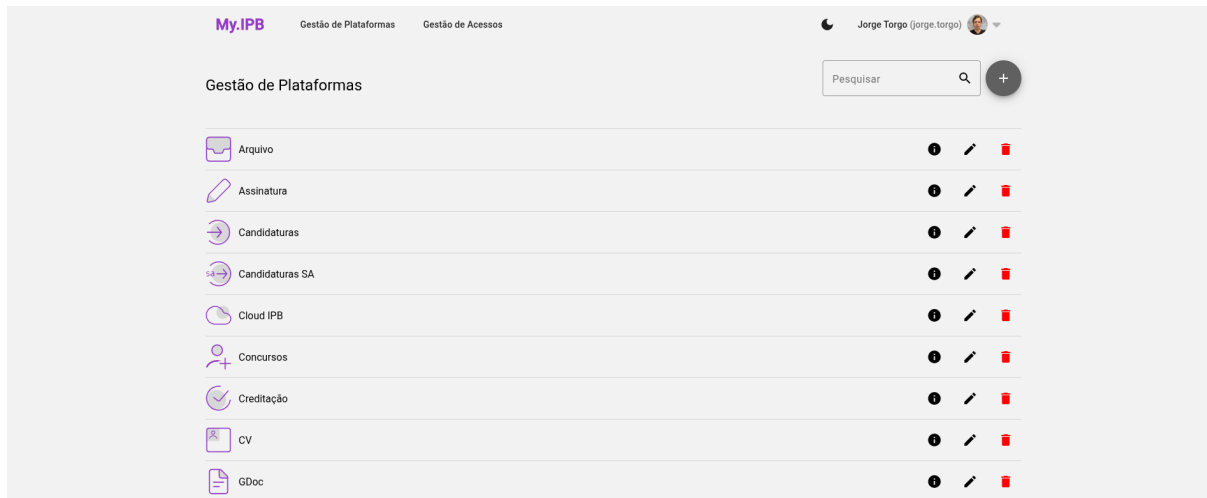 My.IPB
Gestão de Plataformas
Gestão de Acessos
Jorge Torgo (jorge.torgo)
Gestão de Plataformas
Pesquisar
Arquivo
Assinatura
Candidaturas
sa
Candidaturas SA
Cloud IPB
Concursos
Creditação
CV
GDoc